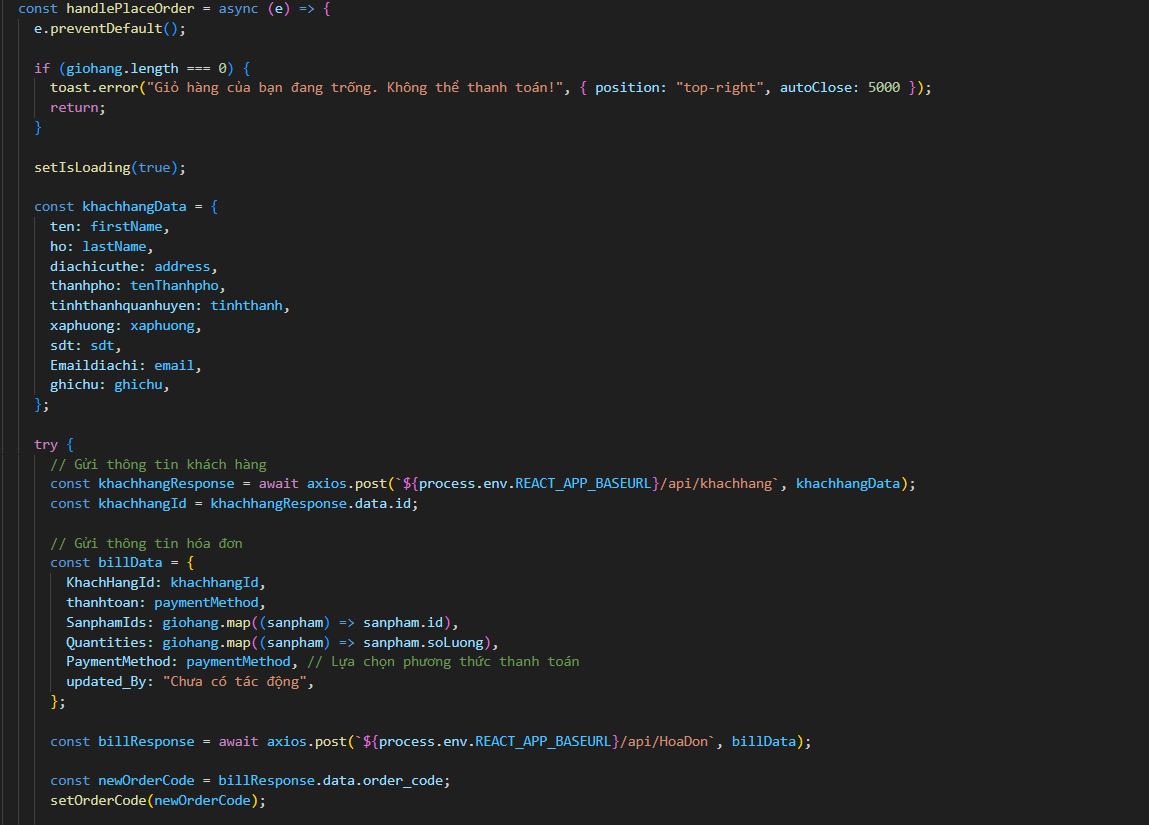 const handlePlaceOrder = async (e) => {
e.preventDefault();
if (giohang.length === 0) {
toast.error("Giỏ hàng của bạn đang trống. Không thể thanh toán!", { position: "top-right", autoClose: 5000 });
return;
}
setIsLoading(true);
const khachhangData = {
ten: firstName,
ho: lastName,
diachicuthe: address,
thanhpho: tenThanhpho,
tinhthanhquanhuyen: tinhthanh,
xaphuong: xaphuong,
sdt: sdt,
Emaildiachi: email,
ghichu: ghichu,
};
try {
// Gửi thông tin khách hàng
const khachhangResponse = await axios.post(`${process.env.REACT_APP_BASEURL}/api/khachhang`, khachhangData);
const khachhangId = khachhangResponse.data.id;
// Gửi thông tin hóa đơn
const billData = {
KhachHangId: khachhangId,
thanhtoan: paymentMethod,
SanphamIds: giohang.map((sanpham) => sanpham.id),
Quantities: giohang.map((sanpham) => sanpham.soLuong),
PaymentMethod: paymentMethod, // Lựa chọn phương thức thanh toán
updated_By: "Chưa có tác động",
};
const billResponse = await axios.post(`${process.env.REACT_APP_BASEURL}/api/HoaDon`, billData);
const newOrderCode = billResponse.data.order_code;
setOrderCode(newOrderCode);